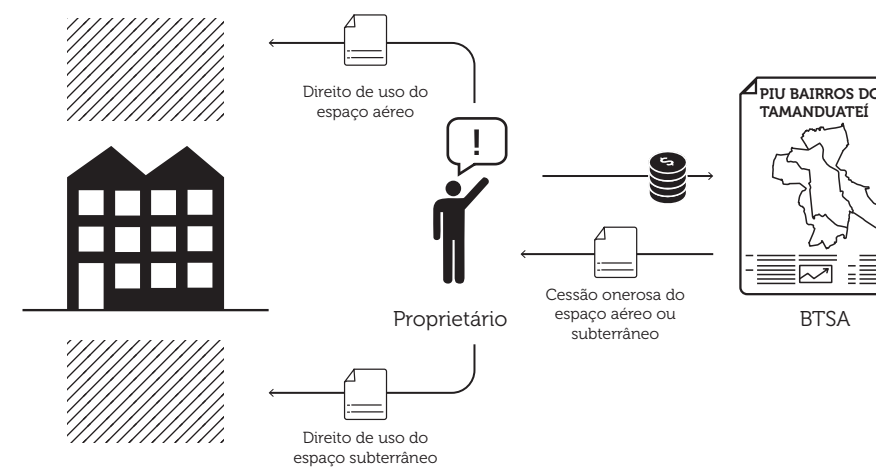 Direito de uso do
espaço aéreo
!
PIU BAIRROS DO
TAMANDUATEÍ
$
Proprietário
Cessão onerosa do
espaço aéreo ou
subterrâneo
BTSA
Direito de uso do
espaço subterrâneo